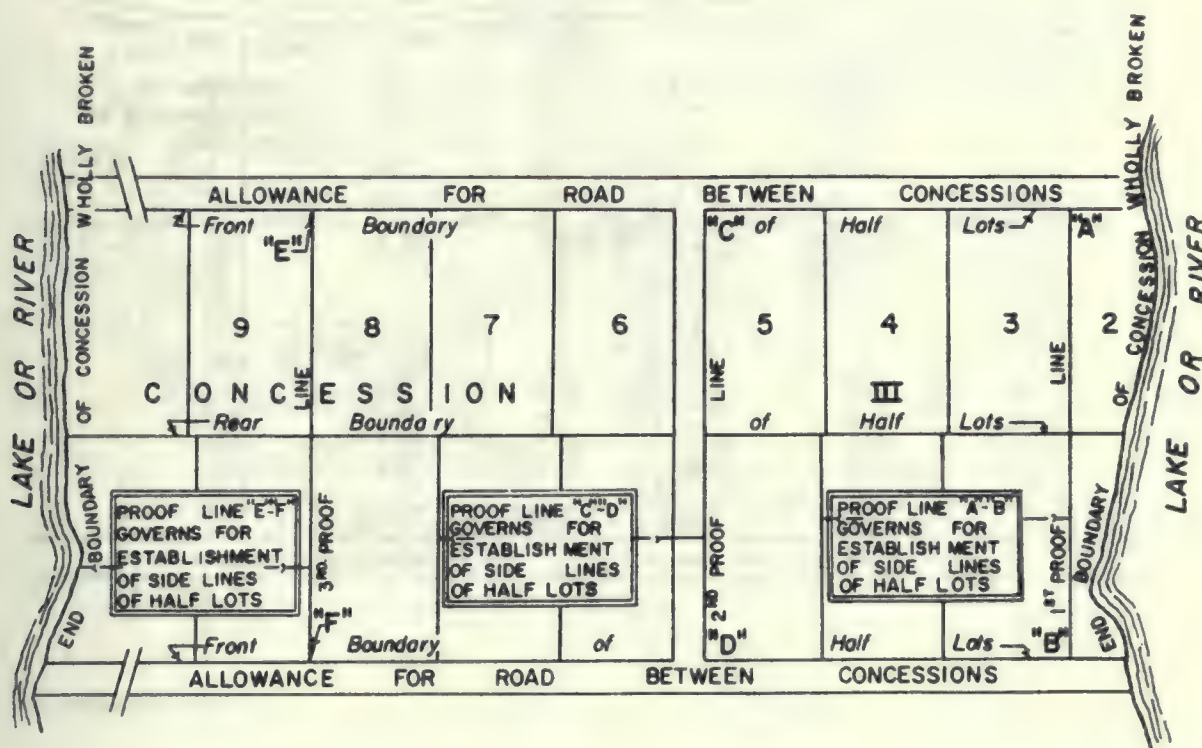 WHOLLY BROKEN
WHOLLY BROKEN
ALLOWANCE FOR ROAD BETWEEN CONCESSIONS
Front Boundary "C" of Half Lots "A"
"E"
LAKE OR RIVER
OF CONCESSION
9 8 7 6 5 4 3 2
CONCESSION
LAKE OR RIVER
LINE
LINE
LINE
CONCESSION III
OF
Rear Boundary of Half Lots
BOUNDARY
PROOF LINE "E"-"F"
GOVERNS FOR
ESTABLISHMENT
OF SIDE LINES
OF HALF LOTS
3RD PROOF
PROOF LINE "C"-"D"
GOVERNS FOR
ESTABLISHMENT
OF SIDE LINES
OF HALF LOTS
2ND PROOF
PROOF LINE "A"-"B"
GOVERNS FOR
ESTABLISHMENT
OF SIDE LINES
OF HALF LOTS
1ST PROOF
BOUNDARY
END
"F"
END
Front Boundary of "D" Half Lots "B"
ALLOWANCE FOR ROAD BETWEEN CONCESSIONS